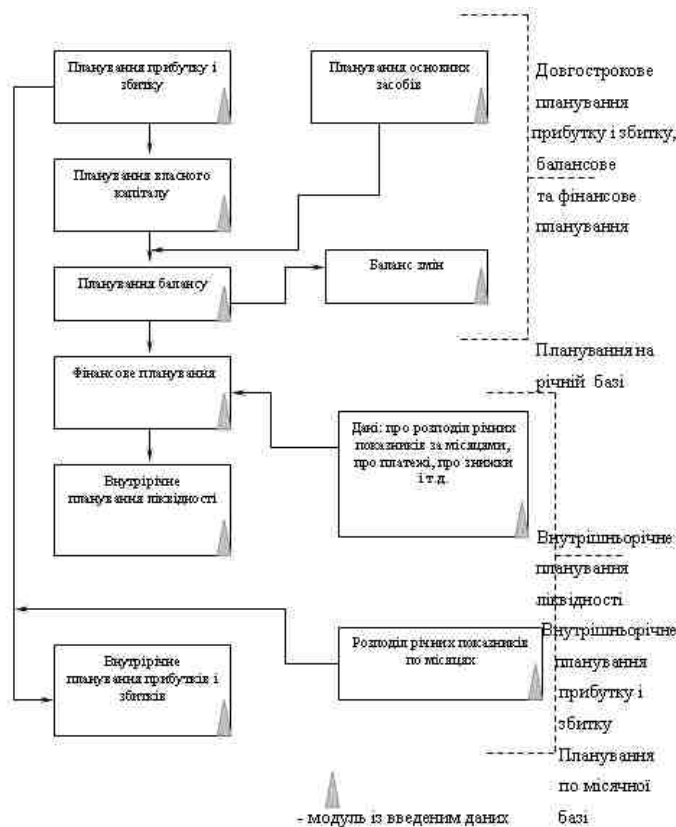 Планування прибутку і
збитку
Планування основних
засобів
Планування власного
капіталу
Планування балансу
Баланс змін
Фінансове планування
Дані: про розподіл річних
показників за місяцями,
про платежі, про знижки
і т.д.
Внутрірічне
планування ліквідності
Розподіл річних показників
по місяцях
Внутрірічне
планування прибутків і
збитків
- модуль із введеним даних
Довгострокове
планування
прибутку і збитку,
балансове
та фінансове
планування
Планування на
річній базі
Внутрішньорічне
планування
ліквідності
Внутрішньорічне
планування
прибутку і
збитку
Планування
по місячної
базі